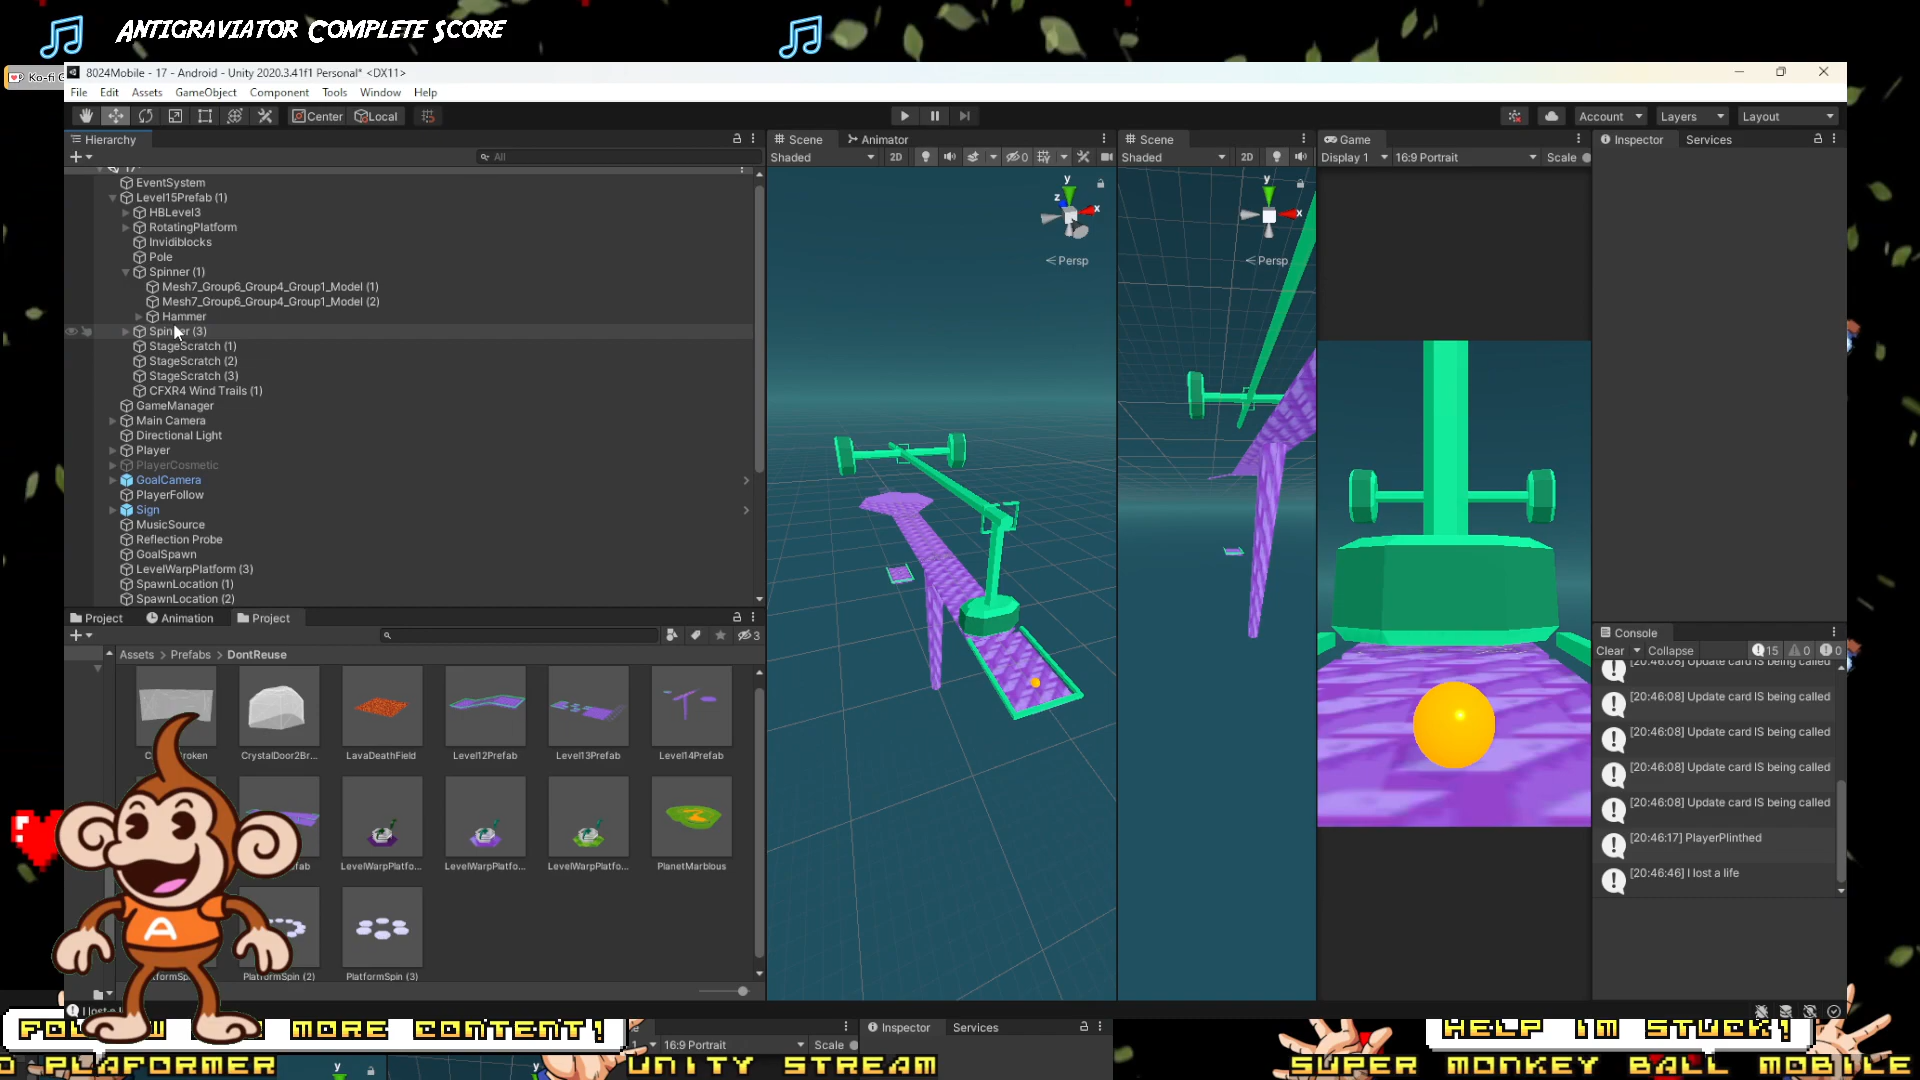 Antigraviator Complete Score
Ko-fi G
8024Mobile - 17 - Android - Unity 2020.3.41f1 Personal* <DX11>
File Edit Assets GameObject Component Tools Window Help
Center Local
Account Layers Layout
Hierarchy
Scene Animator
Scene
Game
Inspector Services
All
Shaded 2D 0
Shaded 2D
Display 1 16:9 Portrait Scale
17
EventSystem
Level15Prefab (1)
HBLevel3
RotatingPlatform
Invidiblocks
Pole
Spinner (1)
Mesh7_Group6_Group4_Group1_Model (1)
Mesh7_Group6_Group4_Group1_Model (2)
Hammer
StageScratch (1)
StageScratch (2)
StageScratch (3)
CFXR4 Wind Trails (1)
GameManager
Main Camera
Directional Light
Player
PlayerCosmetic
GoalCamera
PlayerFollow
Sign
MusicSource
Reflection Probe
GoalSpawn
LevelWarpPlatform (3)
SpawnLocation (1)
SpawnLocation (2)
y
z
x
Persp
y
x
Persp
Project Animation Project
3
Assets > Prefabs > DontReuse
CrystalDoor2Br...
LavaDeathField
Level12Prefab
Level13Prefab
Level14Prefab
LevelWarpPlatfo...
LevelWarpPlatfo...
LevelWarpPlatfo...
PlanetMarblous
PlatformSpin (2)
PlatformSpin (3)
Console
Clear Collapse 15 0 0
[20:46:08] Update card IS being called
[20:46:08] Update card IS being called
[20:46:08] Update card IS being called
[20:46:08] Update card IS being called
[20:46:08] Update card IS being called
[20:46:17] PlayerPlinthed
[20:46:46] I lost a life
A
MORE CONTENT!
HELP IM STUCK!
Inspector Services
16:9 Portrait Scale
y
UNITY STREAM
SUPER MONKEY BALL MOBILE